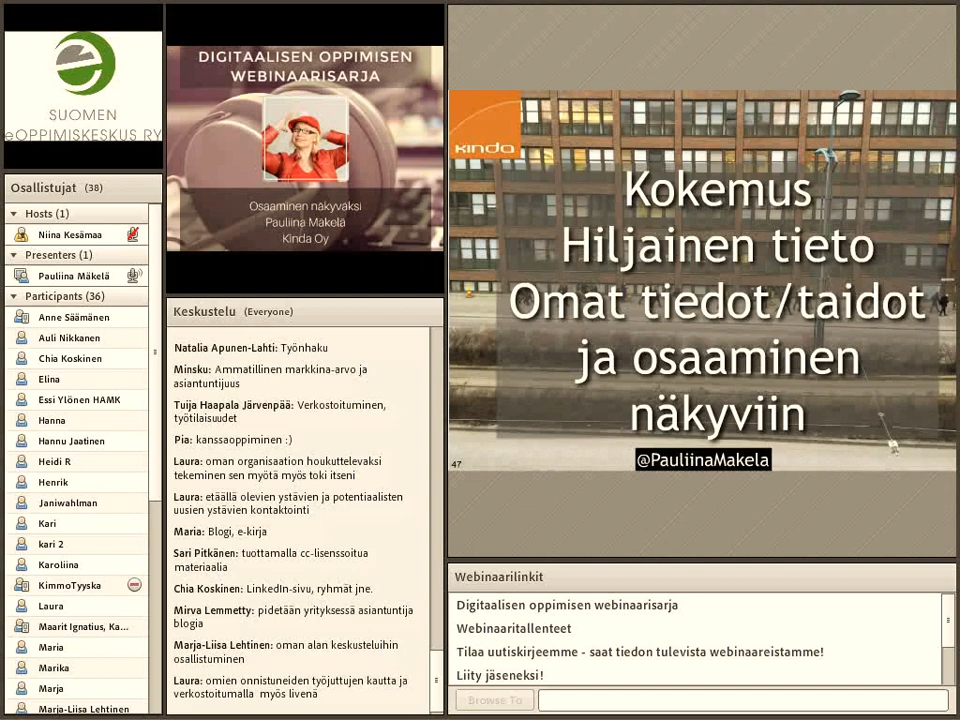 SUOMEN
eOPPIMISKESKUS RY
Osallistujat (38)
Hosts (1)
Niina Kesämaa
Presenters (1)
Pauliina Mäkelä
Participants (36)
Anne Säämänen
Auli Nikkanen
Chia Koskinen
Elina
Essi Ylönen HAMK
Hanna
Hannu Jaatinen
Heidi R
Henrik
Janiwahlman
Kari
kari 2
Karoliina
KimmoTyyska
Laura
Maarit Ignatius, Ka...
Maria
Marika
Marja
Marja-Liisa Lehtinen
DIGITAALISEN OPPIMISEN
WEBINAARISARJA
Osaaminen näkyväksi
Pauliina Mäkelä
Kinda Oy
Keskustelu (Everyone)
Natalia Apunen-Lahti: Työnhaku
Minsku: Ammatillinen markkina-arvo ja
asiantuntijuus
Tuija Haapala Järvenpää: Verkostoituminen,
työtilaisuudet
Pia: kanssaoppiminen :)
Laura: oman organisaation houkuttelevaksi
tekeminen sen myötä myös toki itseni
Laura: etäällä olevien ystävien ja potentiaalisten
uusien ystävien kontaktointi
Maria: Blogi, e-kirja
Sari Pitkänen: tuottamalla cc-lisenssoitua
materiaalia
Chia Koskinen: LinkedIn-sivu, ryhmät jne.
Mirva Lemmetty: pidetään yrityksessä asiantuntija
blogia
Marja-Liisa Lehtinen: oman alan keskusteluihin
osallistuminen
Laura: omien onnistuneiden työjuttujen kautta ja
verkostoitumalla myös livenä
kinda
Kokemus
Hiljainen tieto
Omat tiedot/taidot
ja osaaminen
näkyviin
@PauliinaMakela
47
Webinaarilinkit
Digitaalisen oppimisen webinaarisarja
Webinaaritallenteet
Tilaa uutiskirjeemme - saat tiedon tulevista webinaareistamme!
Liity jäseneksi!
Browse To